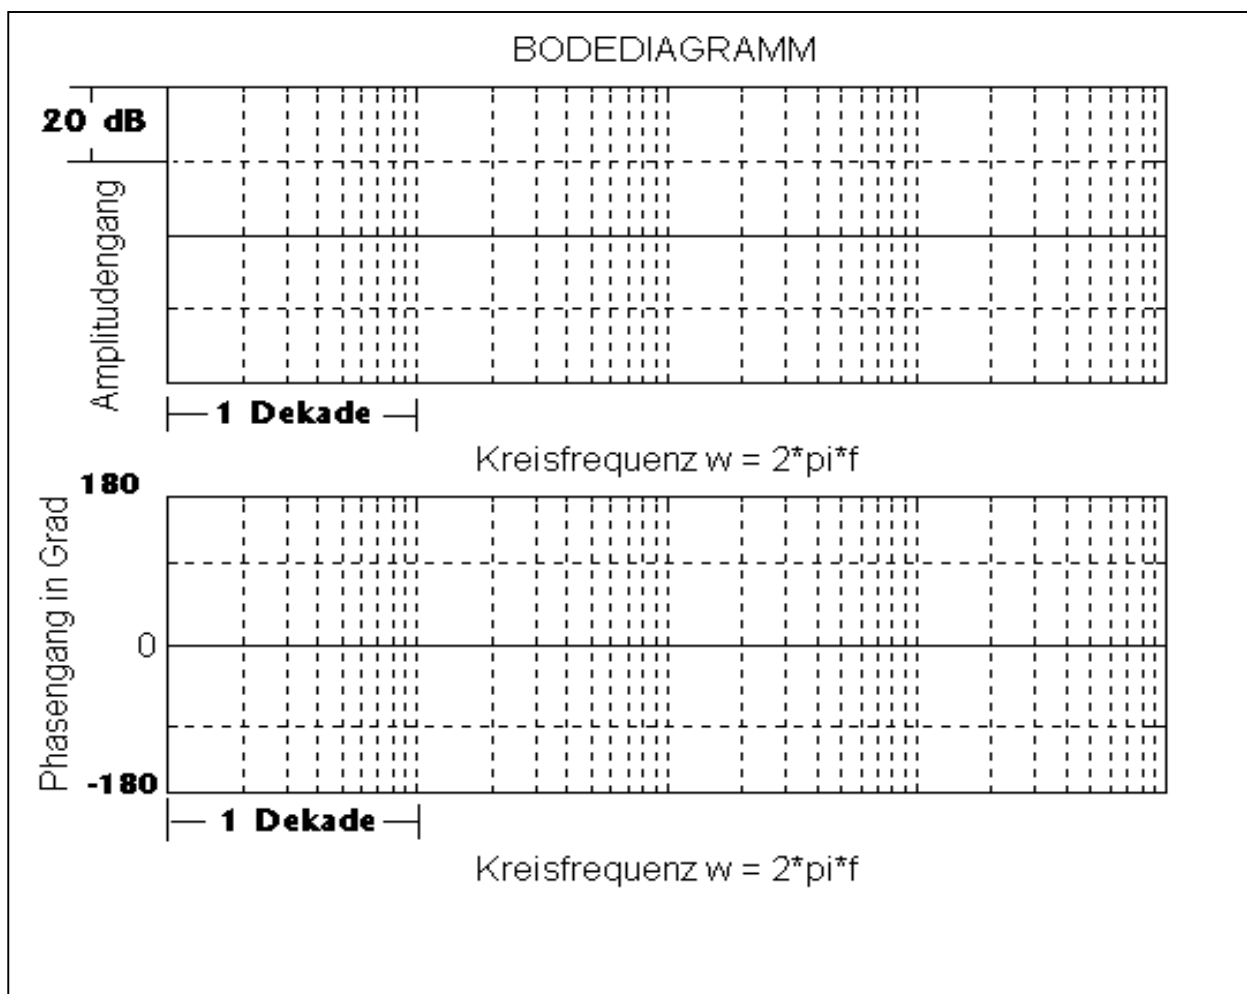 BODEDIAGRAMM
20 dB
Amplitudengang
1 Dekade
Kreisfrequenz w = 2*pi*f
180
Phasengang in Grad
0
-180
1 Dekade
Kreisfrequenz w = 2*pi*f